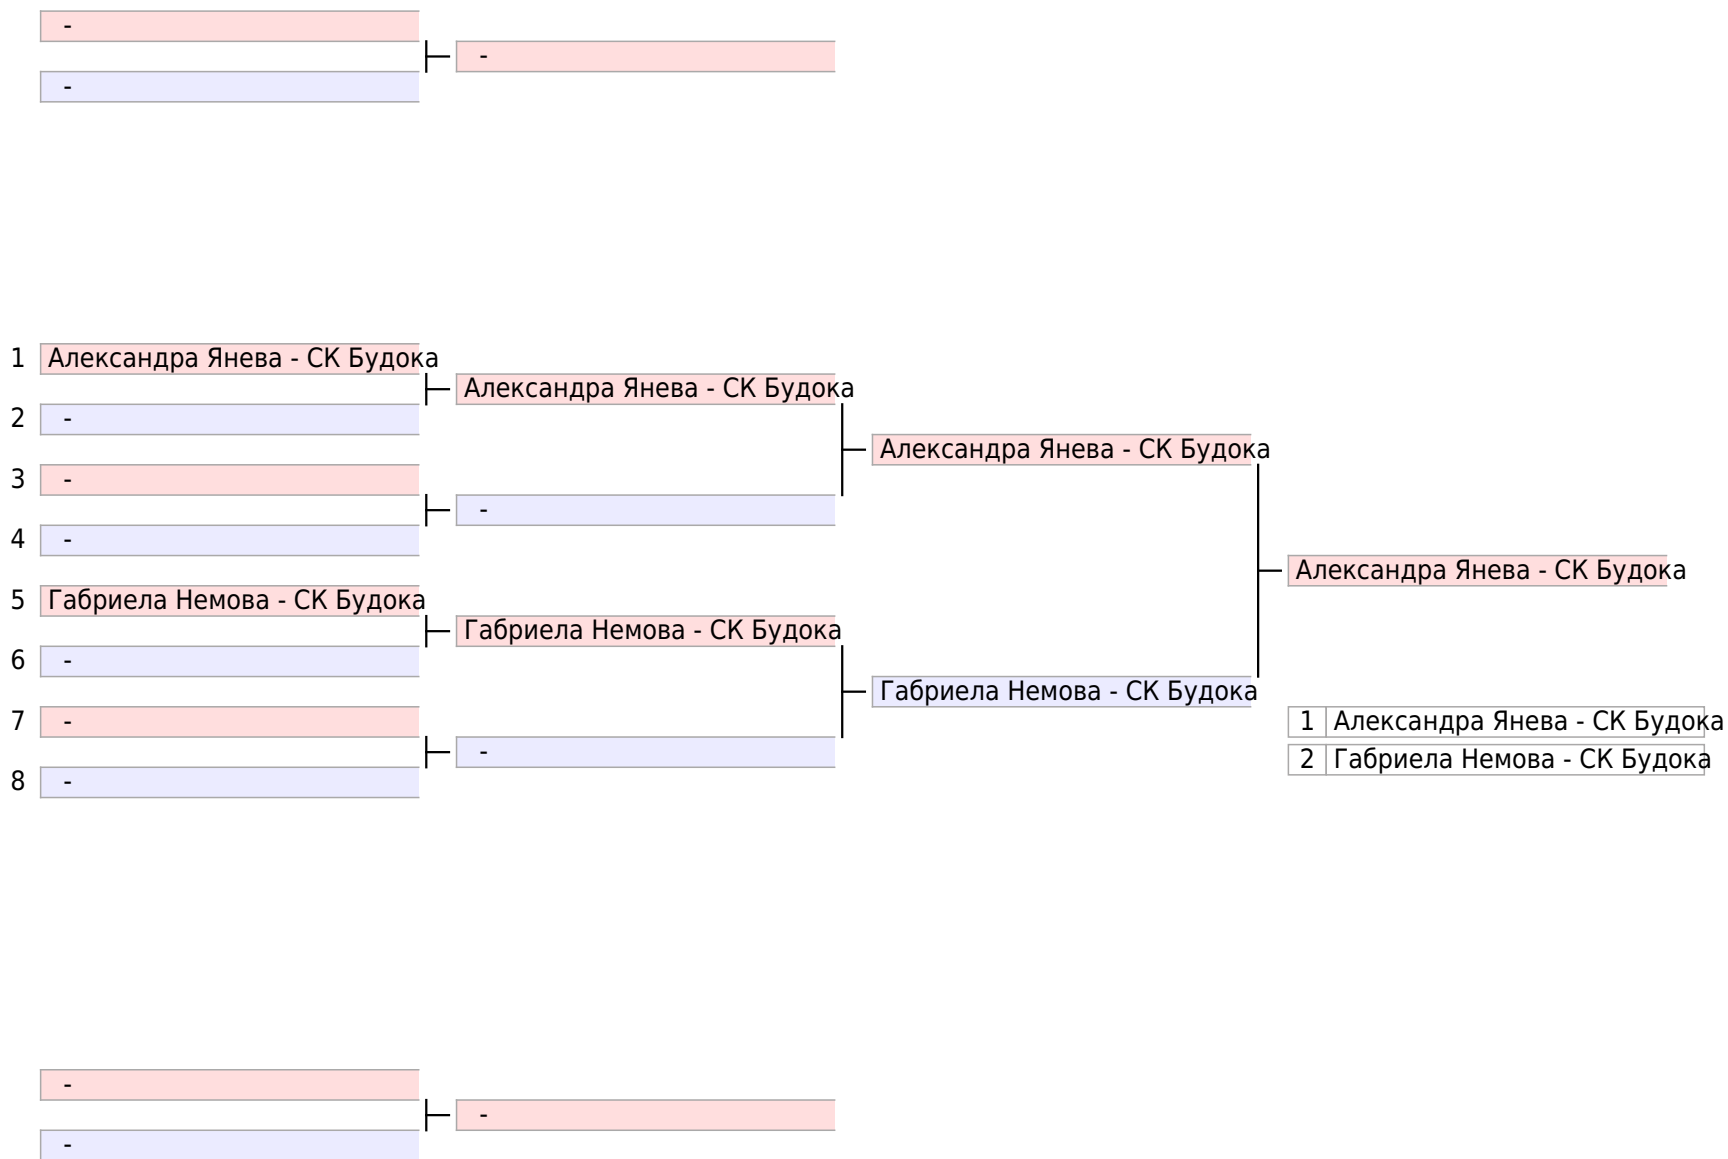 -
-
-
1 Александра Янева - СК Будока
Александра Янева - СК Будока
2 -
Александра Янева - СК Будока
3 -
-
4 -
Александра Янева - СК Будока
5 Габриела Немова - СК Будока
Габриела Немова - СК Будока
6 -
Габриела Немова - СК Будока
7 -
1 Александра Янева - СК Будока
-
2 Габриела Немова - СК Будока
8 -
-
-
-